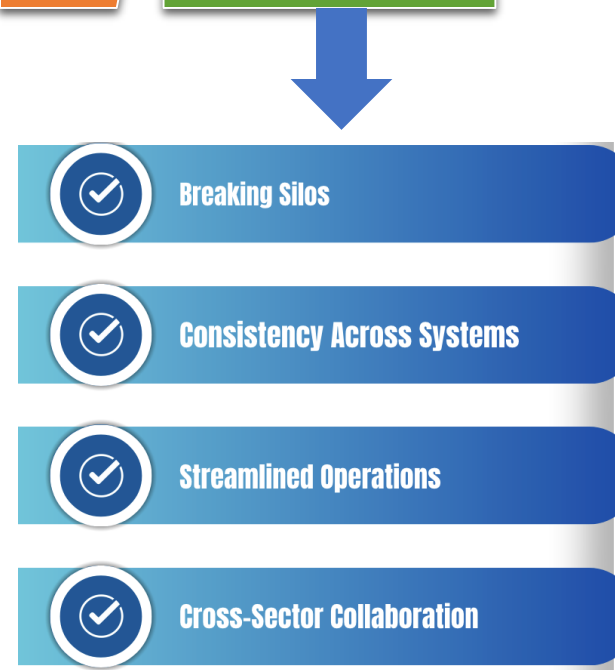 Breaking Silos
Consistency Across Systems
Streamlined Operations
Cross-Sector Collaboration